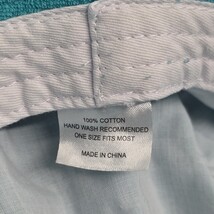 100% COTTON
HAND WASH RECOMMENDED
ONE SIZE FITS MOST
MADE IN CHINA